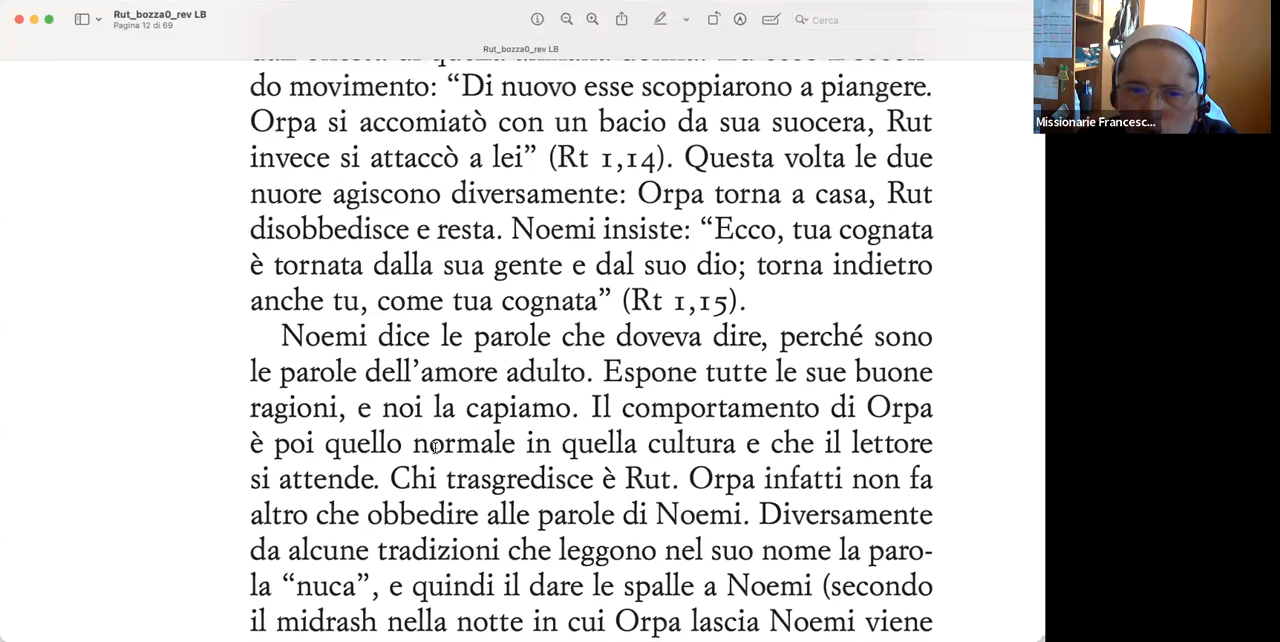 Rut_bozza0_rev LB
Pagina 12 di 69
Cerca
Rut_bozza0_rev LB
do movimento: “Di nuovo esse scoppiarono a piangere.
Orpa si accomiatò con un bacio da sua suocera, Rut
invece si attaccò a lei” (Rt 1,14). Questa volta le due
nuore agiscono diversamente: Orpa torna a casa, Rut
disobbedisce e resta. Noemi insiste: “Ecco, tua cognata
è tornata dalla sua gente e dal suo dio; torna indietro
anche tu, come tua cognata” (Rt 1,15).
Noemi dice le parole che doveva dire, perché sono
le parole dell’amore adulto. Espone tutte le sue buone
ragioni, e noi la capiamo. Il comportamento di Orpa
è poi quello normale in quella cultura e che il lettore
si attende. Chi trasgredisce è Rut. Orpa infatti non fa
altro che obbedire alle parole di Noemi. Diversamente
da alcune tradizioni che leggono nel suo nome la paro-
la “nuca”, e quindi il dare le spalle a Noemi (secondo
il midrash nella notte in cui Orpa lascia Noemi viene
Missionarie Francesc...